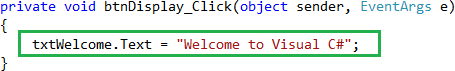 private void btnDisplay_Click(object sender, EventArgs e)
{
txtWelcome.Text = "Welcome to Visual C#";
}